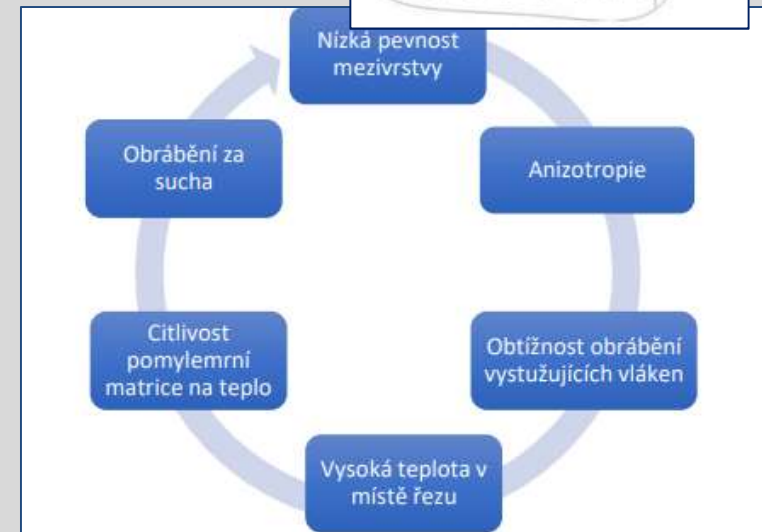 Nízká pevnost
mezivrstvy
Anizotropie
Obtížnost obrábění
vystužujících vláken
Vysoká teplota v
místě řezu
Citlivost
pomylemrní
matrice na teplo
Obrábění za
sucha